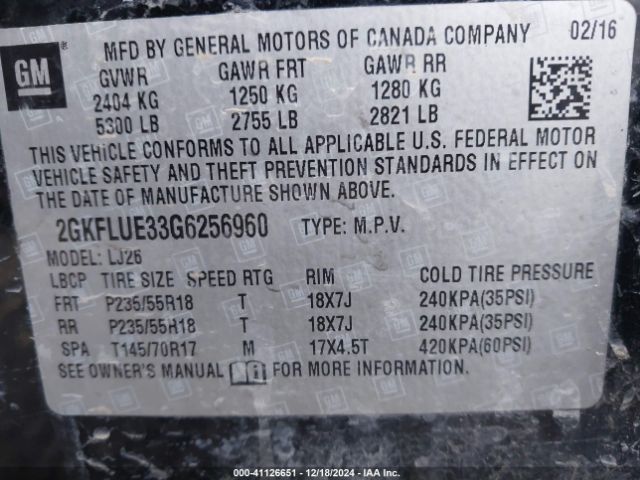 GM
MFD BY GENERAL MOTORS OF CANADA COMPANY 02/16
GVWR GAWR FRT GAWR RR
2404 KG 1250 KG 1280 KG
5300 LB 2755 LB 2821 LB
THIS VEHICLE CONFORMS TO ALL APPLICABLE U.S. FEDERAL MOTOR
VEHICLE SAFETY AND THEFT PREVENTION STANDARDS IN EFFECT ON
THE DATE OF MANUFACTURE SHOWN ABOVE.
2GKFLUE33G6256960 TYPE: M.P.V.
MODEL: LJ26
LBCP TIRE SIZE SPEED RTG RIM COLD TIRE PRESSURE
FRT P235/55R18 T 18X7J 240KPA(35PSI)
RR P235/55R18 T 18X7J 240KPA(35PSI)
SPA T145/70R17 M 17X4.5T 420KPA(60PSI)
SEE OWNER'S MANUAL FOR MORE INFORMATION.
000-41126651 - 12/18/2024 - IAA Inc.